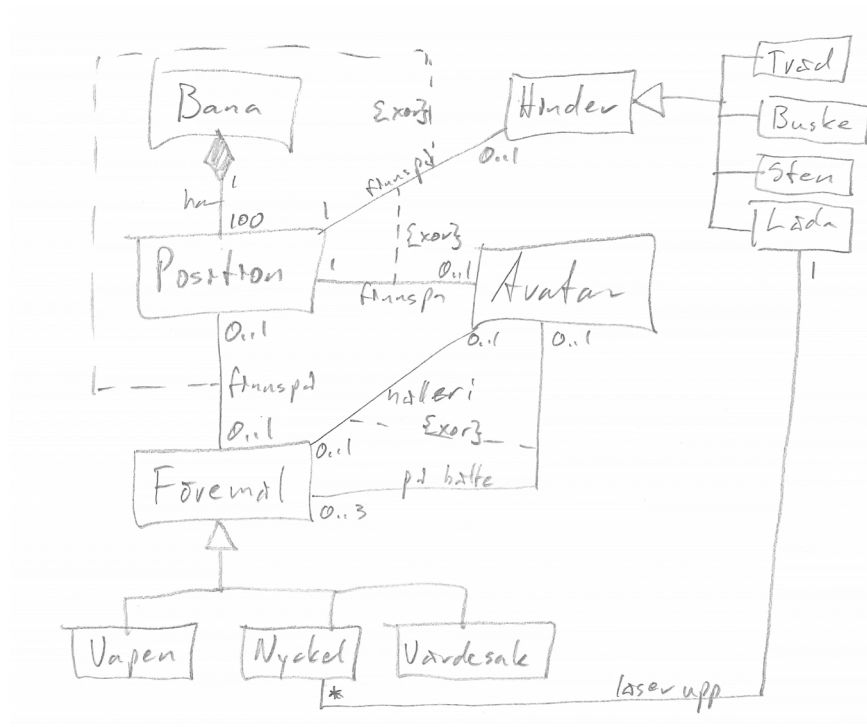 Bana
{xor}
Hinder
Träd
Buske
Sten
Låda
1
ha
100
1
finns på
0..1
{xor}
Position
1
finns på
0..1
Avatar
1
0..1
finns på
0..1
0..1
0..1
håller i
0..1
{xor}
Föremål
på bälte
0..3
Vapen
Nyckel
Värdesak
*
låser upp